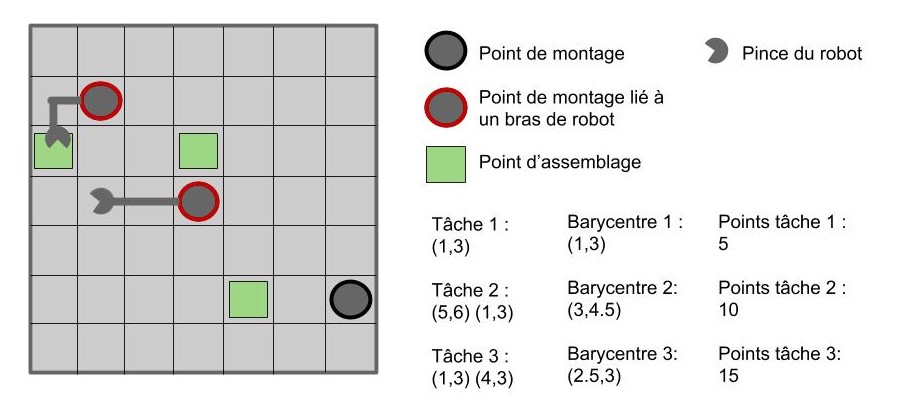 Point de montage
Pince du robot
Point de montage lié à
un bras de robot
Point d’assemblage
Tâche 1 :
(1,3)
Barycentre 1 :
(1,3)
Points tâche 1 :
5
Tâche 2 :
(5,6) (1,3)
Barycentre 2:
(3,4.5)
Points tâche 2 :
10
Tâche 3 :
(1,3) (4,3)
Barycentre 3:
(2.5,3)
Points tâche 3:
15